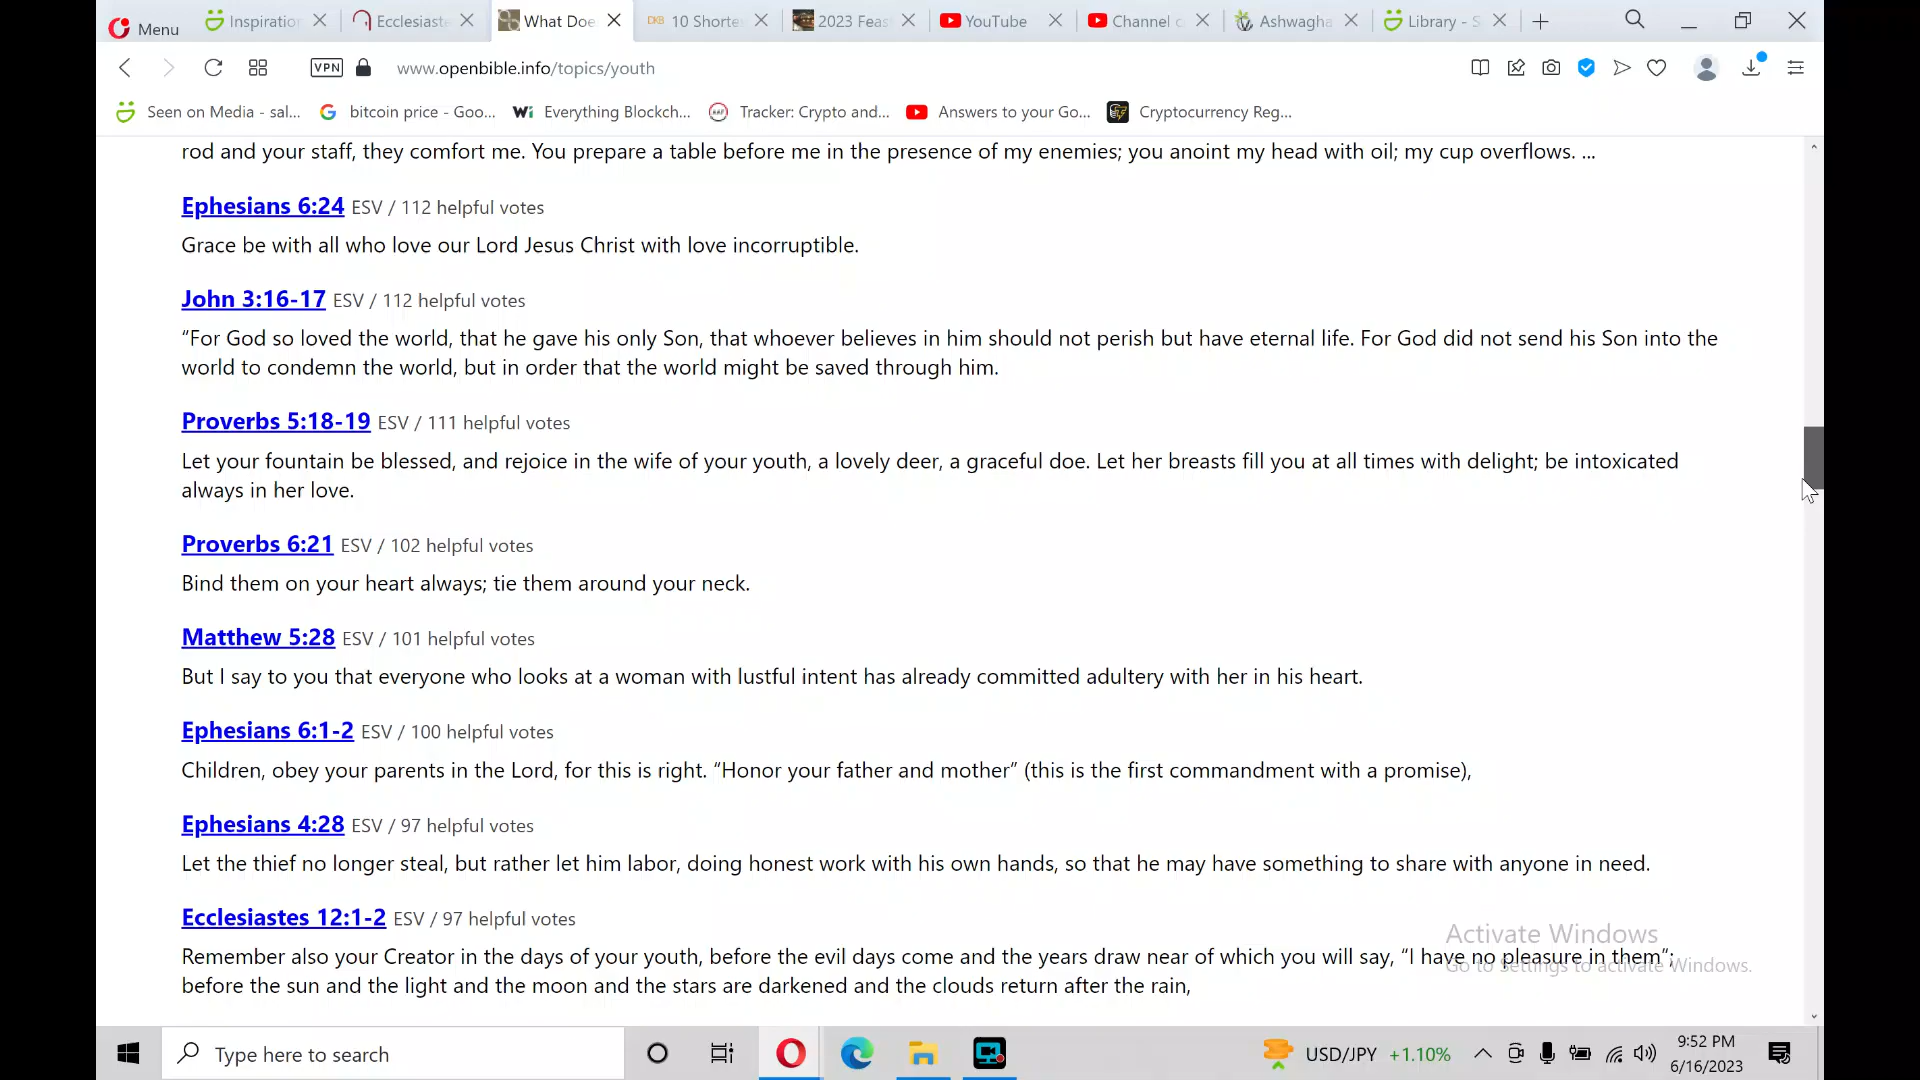 Menu
Inspiratio
Ecclesiast
What Doe
DKB 10 Shorte
2023 Feas
YouTube
Channel c
Ashwagha
Library - S
VPN
www.openbible.info/topics/youth
Seen on Media - sal...
bitcoin price - Goo...
Everything Blockch...
Tracker: Crypto and...
Answers to your Go...
Cryptocurrency Reg...
rod and your staff, they comfort me. You prepare a table before me in the presence of my enemies; you anoint my head with oil; my cup overflows. ...
Ephesians 6:24 ESV / 112 helpful votes
Grace be with all who love our Lord Jesus Christ with love incorruptible.
John 3:16-17 ESV / 112 helpful votes
“For God so loved the world, that he gave his only Son, that whoever believes in him should not perish but have eternal life. For God did not send his Son into the
world to condemn the world, but in order that the world might be saved through him.
Proverbs 5:18-19 ESV / 111 helpful votes
Let your fountain be blessed, and rejoice in the wife of your youth, a lovely deer, a graceful doe. Let her breasts fill you at all times with delight; be intoxicated
always in her love.
Proverbs 6:21 ESV / 102 helpful votes
Bind them on your heart always; tie them around your neck.
Matthew 5:28 ESV / 101 helpful votes
But I say to you that everyone who looks at a woman with lustful intent has already committed adultery with her in his heart.
Ephesians 6:1-2 ESV / 100 helpful votes
Children, obey your parents in the Lord, for this is right. “Honor your father and mother” (this is the first commandment with a promise),
Ephesians 4:28 ESV / 97 helpful votes
Let the thief no longer steal, but rather let him labor, doing honest work with his own hands, so that he may have something to share with anyone in need.
Ecclesiastes 12:1-2 ESV / 97 helpful votes
Activate Windows
Remember also your Creator in the days of your youth, before the evil days come and the years draw near of which you will say, “I have no pleasure in them”;
Go to Settings to activate Windows.
before the sun and the light and the moon and the stars are darkened and the clouds return after the rain,
Type here to search
USD/JPY +1.10%
9:52 PM
6/16/2023